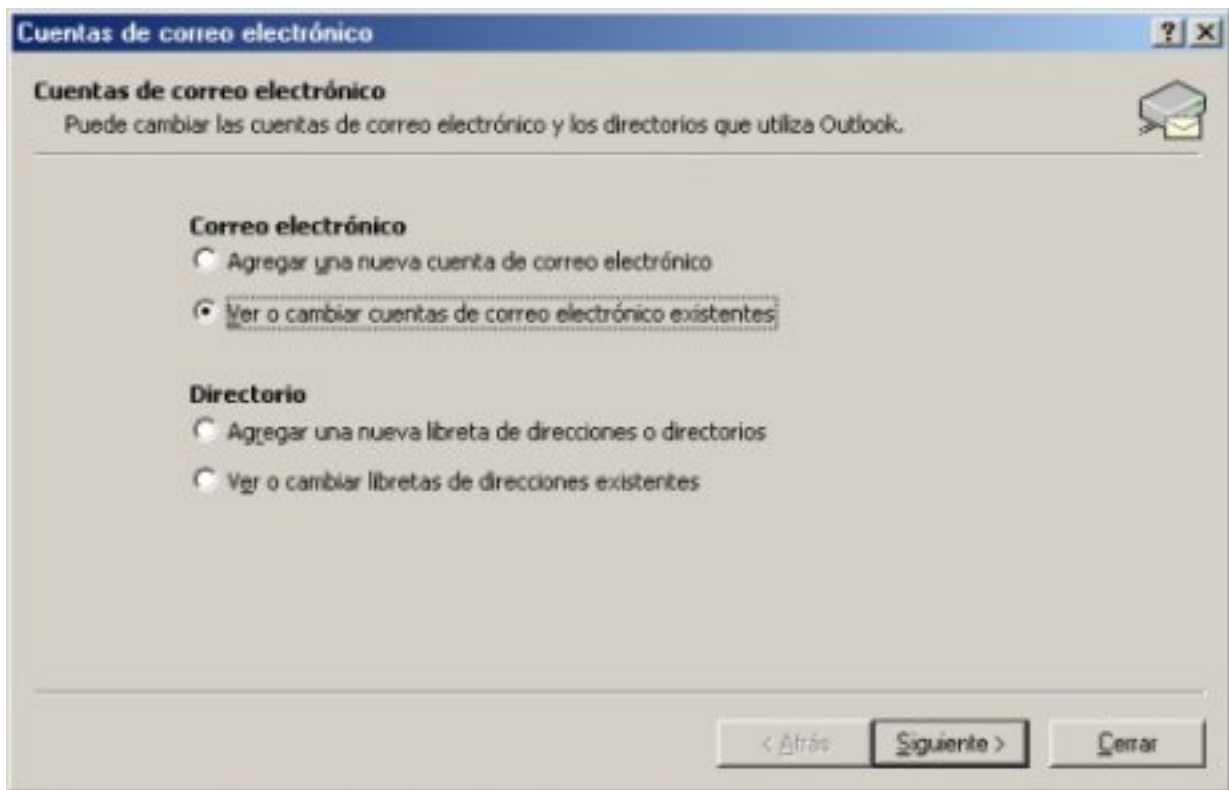 Cuentas de correo electrónico
Cuentas de correo electrónico
Puede cambiar las cuentas de correo electrónico y los directorios que utiliza Outlook.
Correo electrónico
Agregar una nueva cuenta de correo electrónico
Ver o cambiar cuentas de correo electrónico existentes
Directorio
Agregar una nueva libreta de direcciones o directorios
Ver o cambiar libretas de direcciones existentes
< Atrás Siguiente > Cerrar